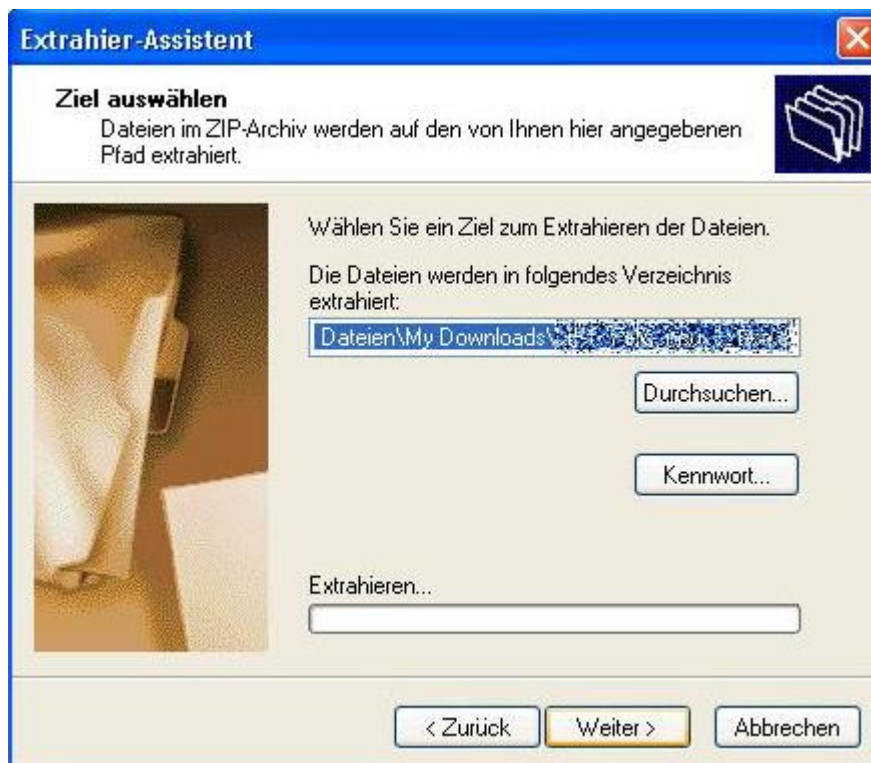 Extrahier-Assistent
Ziel auswählen
Dateien im ZIP-Archiv werden auf den von Ihnen hier angegebenen
Pfad extrahiert.
Wählen Sie ein Ziel zum Extrahieren der Dateien.
Die Dateien werden in folgendes Verzeichnis
extrahiert:
Dateien\My Downloads\
Durchsuchen...
Kennwort...
Extrahieren...
< Zurück
Weiter >
Abbrechen